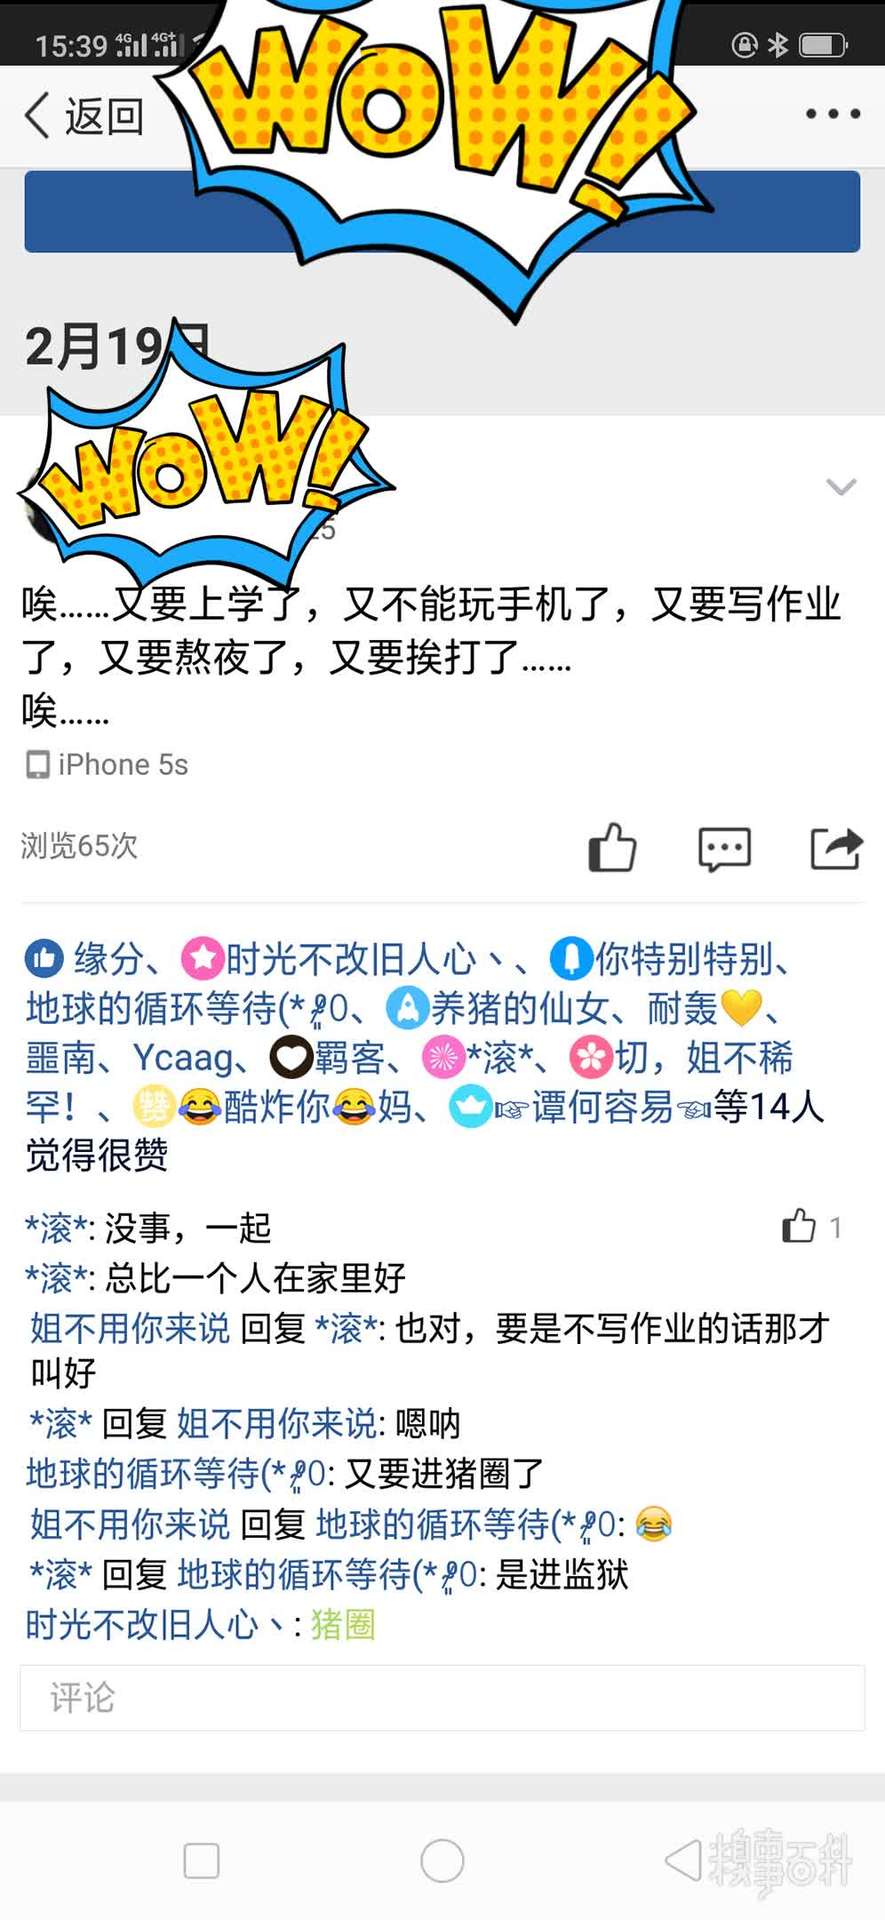 15:39 4G 4G+
WOW!
返回
2月19日
WOW!
25
唉……又要上学了，又不能玩手机了，又要写作业
了，又要熬夜了，又要挨打了……
唉……
iPhone 5s
浏览65次
缘分、时光不改旧人心丶、你特别特别、
地球的循环等待(*、养猪的仙女、耐轰💛、
噩南、Ycaag、羁客、*滚*、切，姐不稀
罕！、赞😂酷炸你😂妈、☞谭何容易☜等14人
觉得很赞
*滚*: 没事，一起 1
*滚*: 总比一个人在家里好
姐不用你来说 回复 *滚*: 也对，要是不写作业的话那才
叫好
*滚* 回复 姐不用你来说: 嗯呐
地球的循环等待(*: 又要进猪圈了
姐不用你来说 回复 地球的循环等待(*: 😂
*滚* 回复 地球的循环等待(*: 是进监狱
时光不改旧人心丶: 猪圈
评论
糗事百科